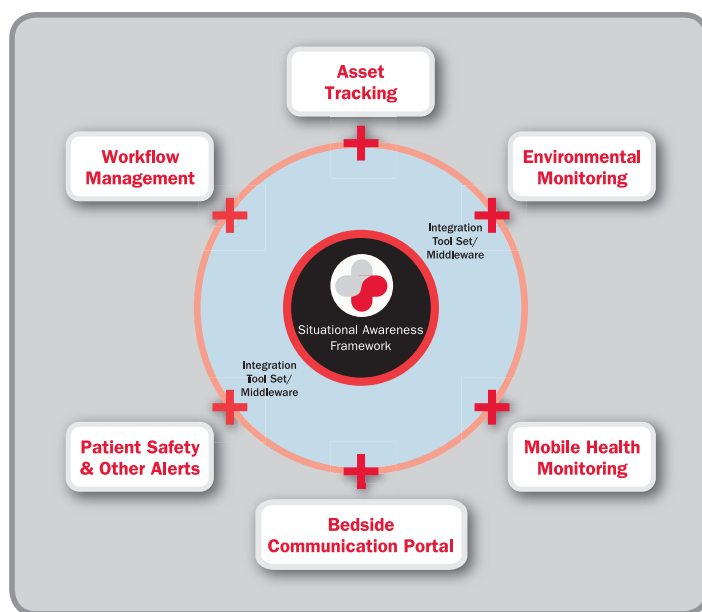 Asset
Tracking
Workflow
Management
Environmental
Monitoring
Integration
Tool Set/
Middleware
Situational Awareness
Framework
Integration
Tool Set/
Middleware
Patient Safety
& Other Alerts
Mobile Health
Monitoring
Bedside
Communication Portal